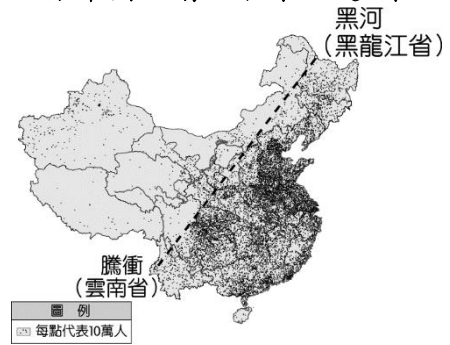 黑河
（黑龍江省）
騰衝
（雲南省）
圖 例
每點代表10萬人